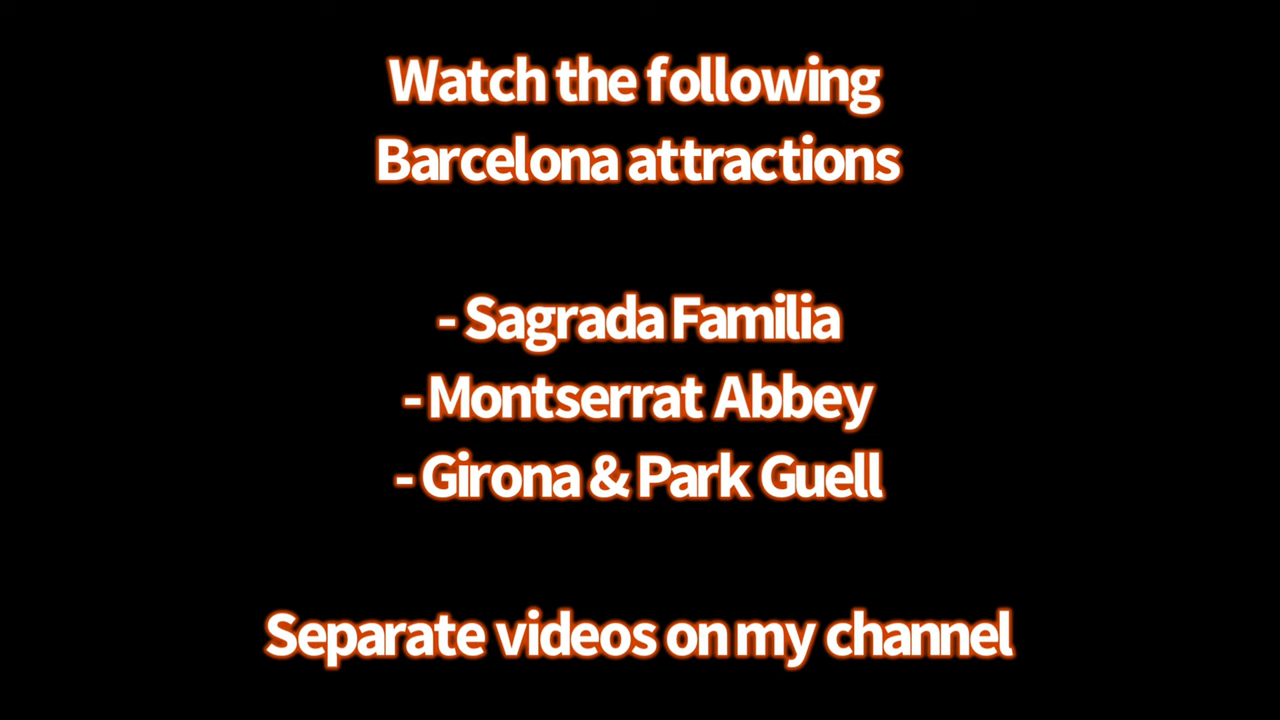 Watch the following
Barcelona attractions
- Sagrada Familia
- Montserrat Abbey
- Girona & Park Guell
Separate videos on my channel